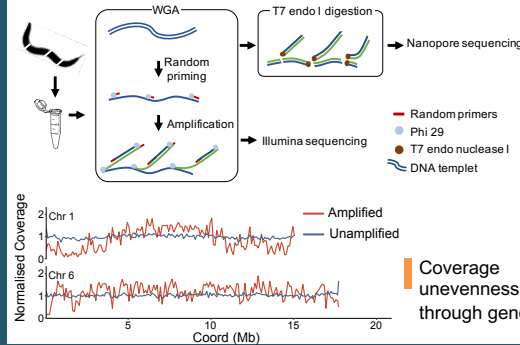 WGA
T7 endo I digestion
Nanopore sequencing
Random
priming
Amplification
Illumina sequencing
Random primers
Phi 29
T7 endo nuclease I
DNA templet
Normalised Coverage
2
1
0
Chr 1
Amplified
Unamplified
2
1
0
Chr 6
5
10
15
20
Coord (Mb)
Coverage
unevenness
through